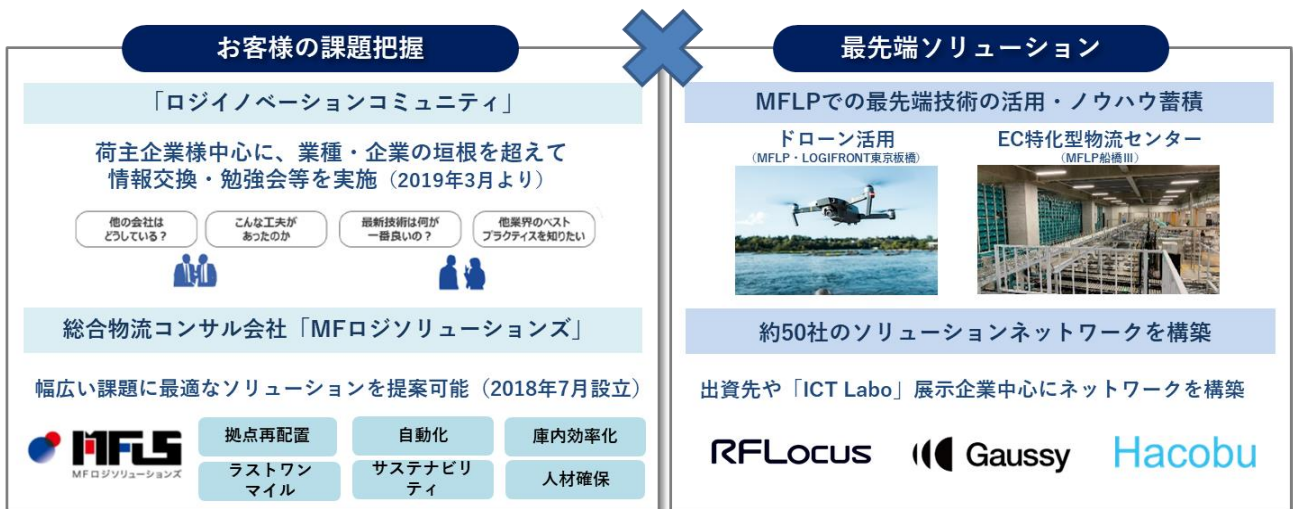 お客様の課題把握
「ロジイノベーションコミュニティ」
荷主企業様中心に、業種・企業の垣根を超えて
情報交換・勉強会等を実施（2019年3月より）
他の会社は
どうしている？
こんな工夫が
あったのか
最新技術は何が
一番良いの？
他業界のベスト
プラクティスを知りたい
総合物流コンサル会社「MFロジソリューションズ」
幅広い課題に最適なソリューションを提案可能（2018年7月設立）
MFLS
MFロジソリューションズ
拠点再配置
自動化
庫内効率化
ラストワン
マイル
サステナビリ
ティ
人材確保
最先端ソリューション
MFLPでの最先端技術の活用・ノウハウ蓄積
ドローン活用
（MFLP・LOGIFRONT東京板橋）
EC特化型物流センター
（MFLP船橋Ⅲ）
約50社のソリューションネットワークを構築
出資先や「ICT Labo」展示企業中心にネットワークを構築
RFLocus
Gaussy
Hacobu